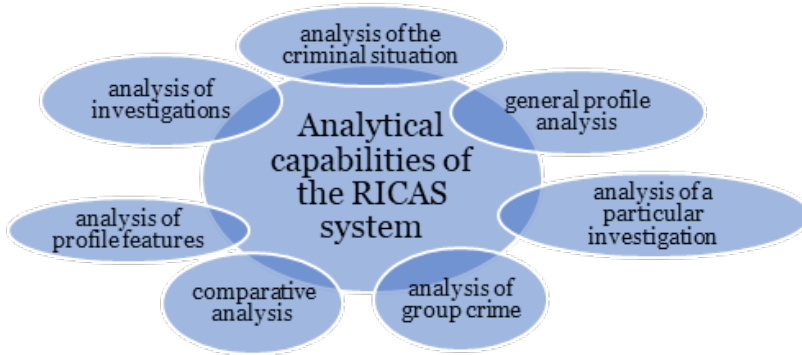 analysis of the
criminal situation
analysis of
investigations
general profile
analysis
Analytical
capabilities of
the RICAS
system
analysis of
profile features
analysis of a
particular
investigation
comparative
analysis
analysis of
group crime